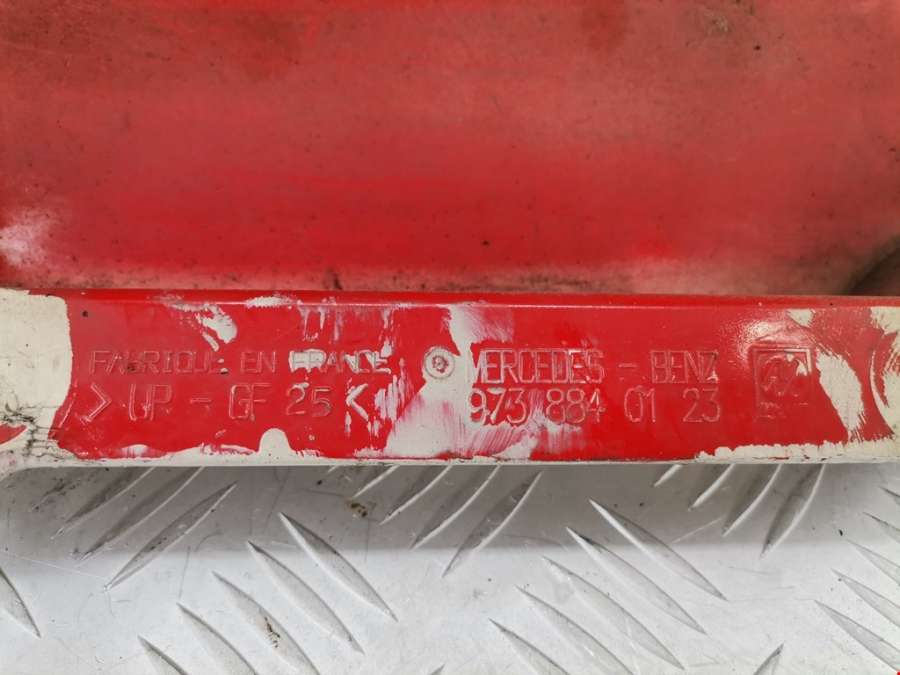 FABRIQUE EN FRANCE
>UP - GF 25<
MERCEDES - BENZ
973 884 01 23